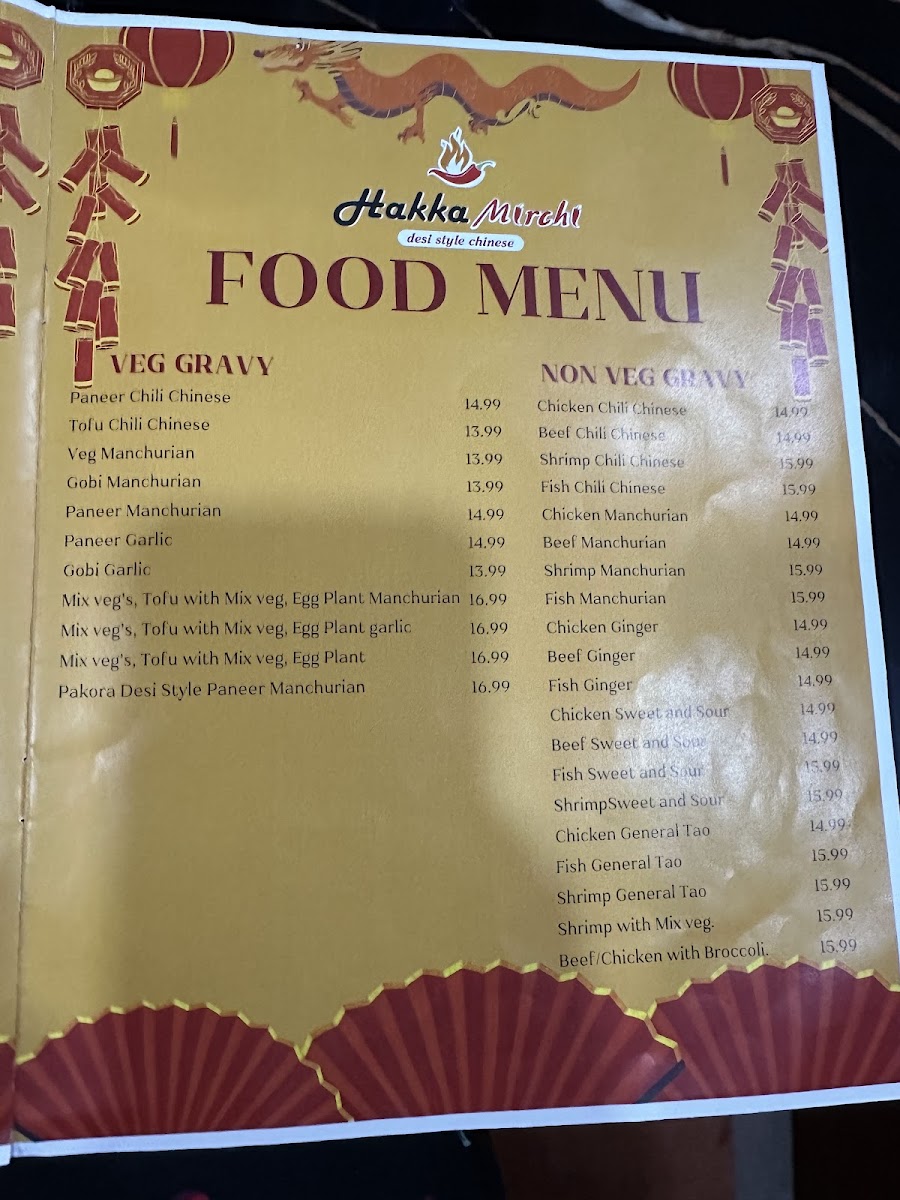 Hakka Mirchi
desi style chinese
FOOD MENU
VEG GRAVY
Paneer Chili Chinese 14.99
Tofu Chili Chinese 13.99
Veg Manchurian 13.99
Gobi Manchurian 13.99
Paneer Manchurian 14.99
Paneer Garlic 14.99
Gobi Garlic 13.99
Mix veg's, Tofu with Mix veg, Egg Plant Manchurian 16.99
Mix veg's, Tofu with Mix veg, Egg Plant garlic 16.99
Mix veg's, Tofu with Mix veg, Egg Plant 16.99
Pakora Desi Style Paneer Manchurian 16.99
NON VEG GRAVY
Chicken Chili Chinese 14.99
Beef Chili Chinese 14.99
Shrimp Chili Chinese 15.99
Fish Chili Chinese 15.99
Chicken Manchurian 14.99
Beef Manchurian 14.99
Shrimp Manchurian 15.99
Fish Manchurian 15.99
Chicken Ginger 14.99
Beef Ginger 14.99
Fish Ginger 14.99
Chicken Sweet and Sour 14.99
Beef Sweet and Sour 14.99
Fish Sweet and Sour 15.99
ShrimpSweet and Sour 15.99
Chicken General Tao 14.99
Fish General Tao 15.99
Shrimp General Tao 15.99
Shrimp with Mix veg. 15.99
Beef/Chicken with Broccoli. 15.99